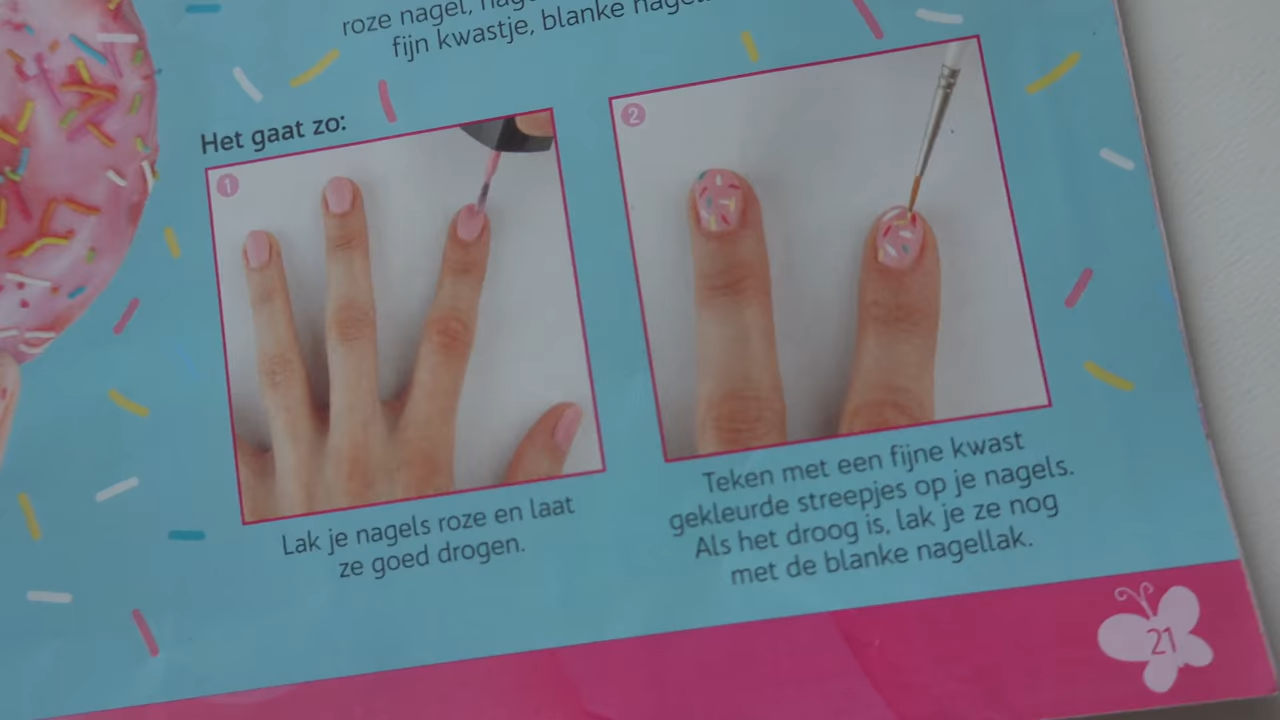 roze nagel,
fijn kwastje, blanke
Het gaat zo:
1
2
Lak je nagels roze en laat
ze goed drogen.
Teken met een fijne kwast
gekleurde streepjes op je nagels.
Als het droog is, lak je ze nog
met de blanke nagellak.
21